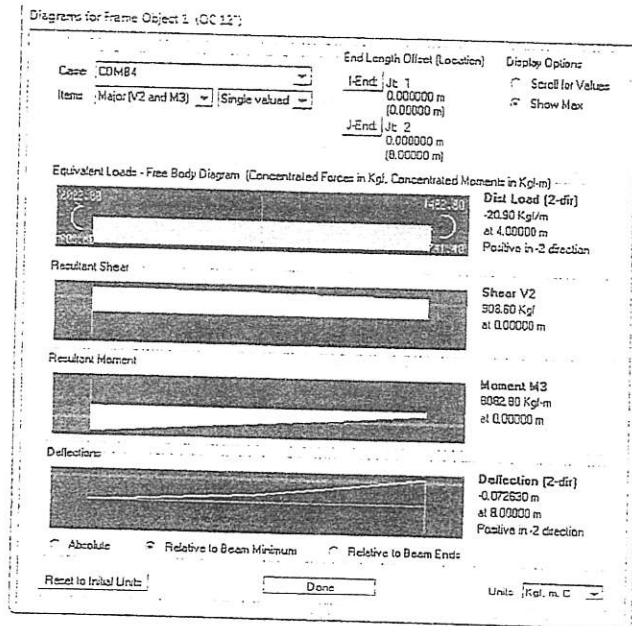 Diagrams for Frame Object 1 (GC 12")
End Length Offset (Location)
Display Options
Case COMB4
Items Major (V2 and M3) Single valued
I-End: Jt: 1
0.000000 m
(0.00000 m)
J-End: Jt: 2
0.000000 m
(8.00000 m)
Scroll for Values
Show Max
Equivalent Loads - Free Body Diagram (Concentrated Forces in Kgf, Concentrated Moments in Kgf-m)
Dist Load (2-dir)
-20.90 Kgf/m
at 4.00000 m
Positive in -2 direction
Resultant Shear
Shear V2
908.60 Kgf
at 0.00000 m
Resultant Moment
Moment M3
at 0.00000 m
Deflections
Deflection (2-dir)
-0.072630 m
at 8.00000 m
Positive in -2 direction
Absolute Relative to Beam Minimum Relative to Beam Ends
Reset to Initial Units Done Units Kgf, m, C